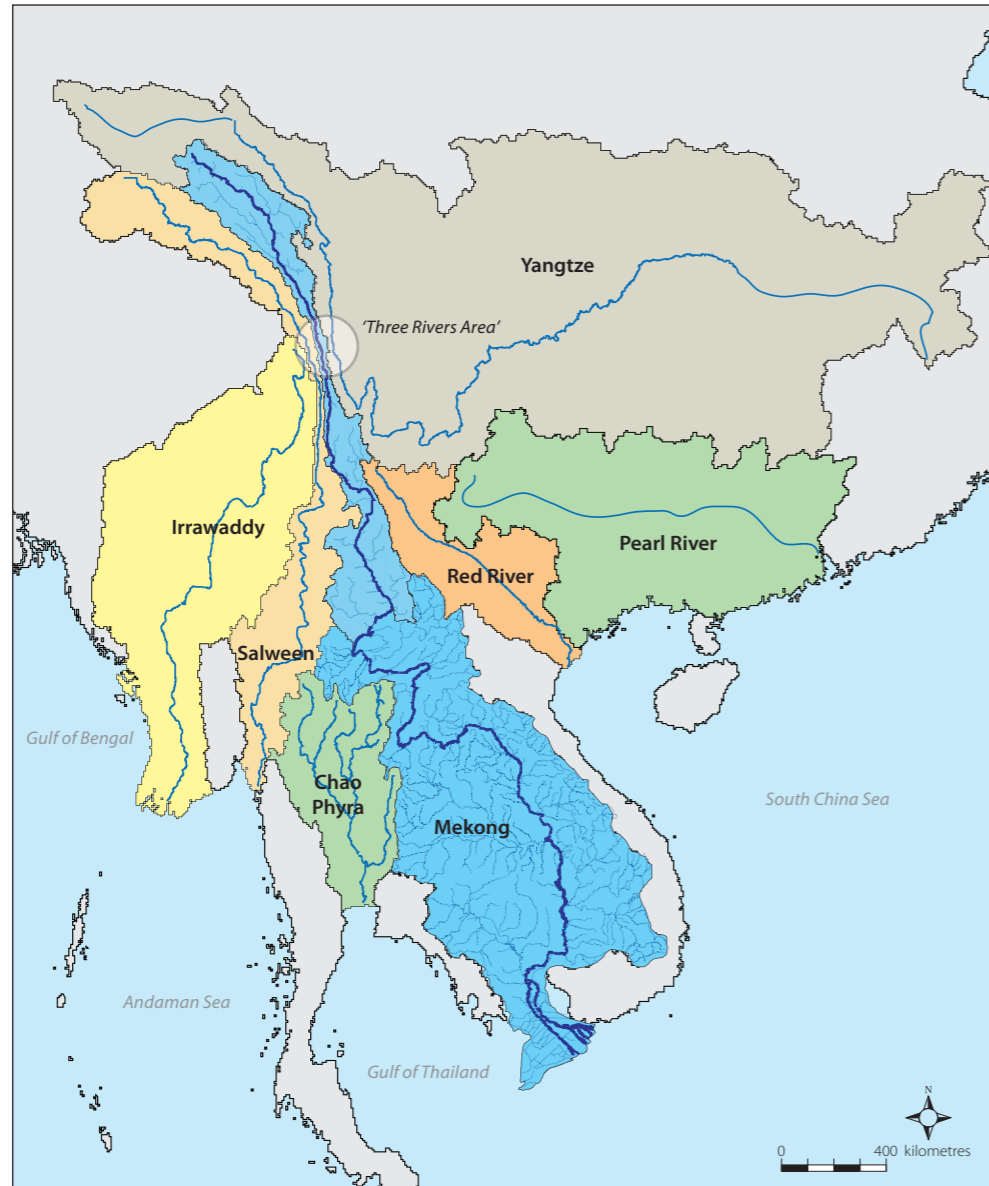 Yangtze
'Three Rivers Area'
Irrawaddy
Pearl River
Red River
Salween
Gulf of Bengal
Chao
Phyra
South China Sea
Mekong
Andaman Sea
Gulf of Thailand
N
0 400 kilometres